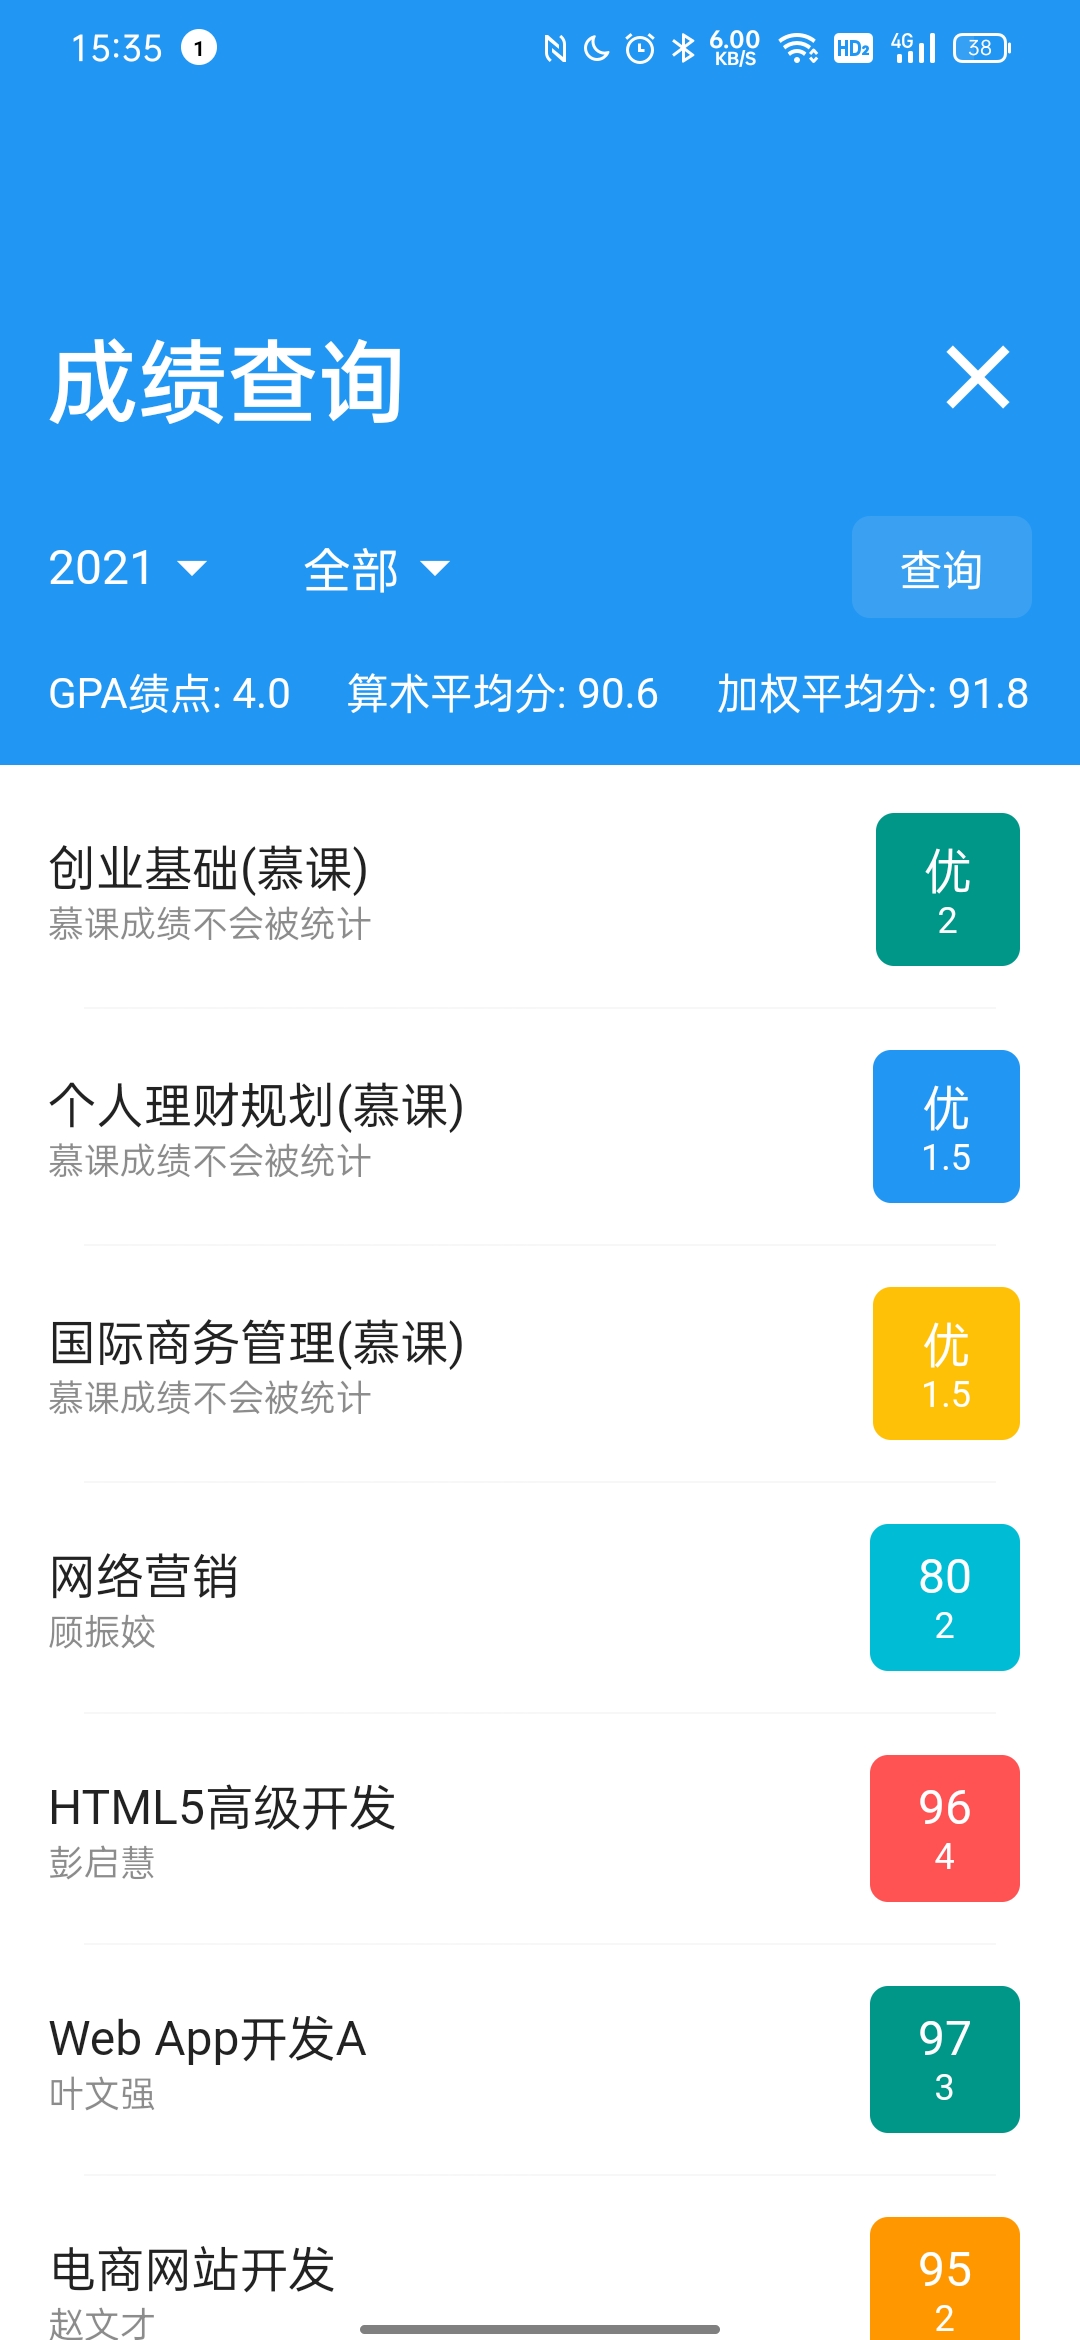 15:35 1 6.00 KB/S HD2 4G 38
成绩查询
2021 全部 查询
GPA绩点: 4.0 算术平均分: 90.6 加权平均分: 91.8
创业基础(慕课) 优
慕课成绩不会被统计 2
个人理财规划(慕课) 优
慕课成绩不会被统计 1.5
国际商务管理(慕课) 优
慕课成绩不会被统计 1.5
网络营销 80
顾振姣 2
HTML5高级开发 96
彭启慧 4
Web App开发A 97
叶文强 3
电商网站开发 95
赵文才 2